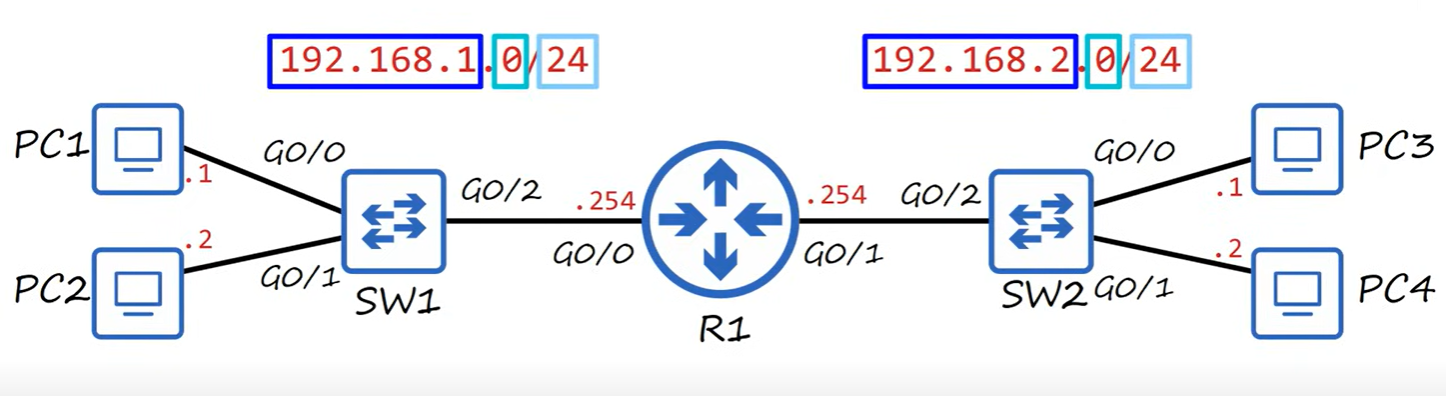 192.168.1.0/24
192.168.2.0/24
PC1
.1
G0/0
G0/2
.254
.254
G0/2
G0/0
.1
PC3
PC2
.2
G0/1
SW1
G0/0
R1
G0/1
SW2
G0/1
.2
PC4